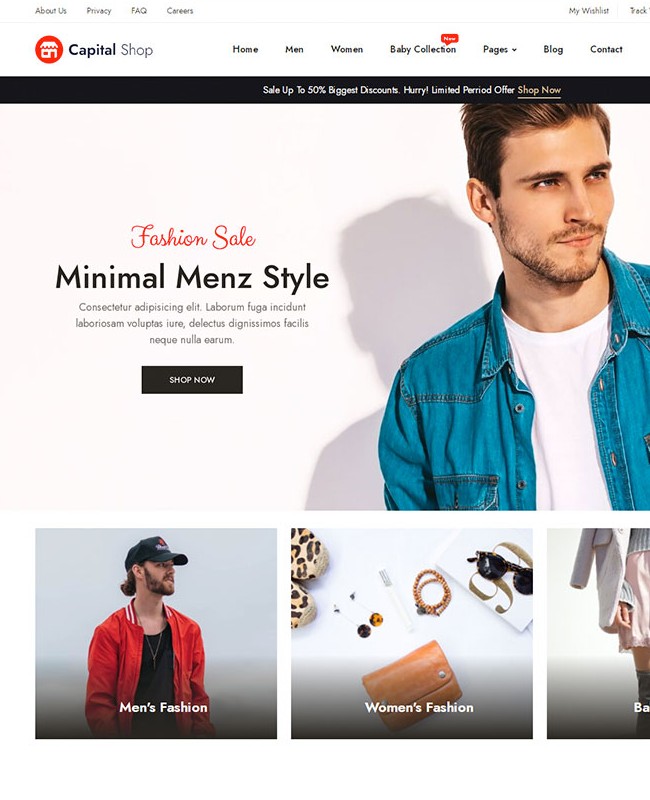 About Us Privacy FAQ Careers My Wishlist Track
Capital Shop Home Men Women Baby Collection New Pages Blog Contact
Sale Up To 50% Biggest Discounts. Hurry! Limited Perriod Offer Shop Now
Fashion Sale
Minimal Menz Style
Consectetur adipisicing elit. Laborum fuga incidunt
laboriosam voluptas iure, delectus dignissimos facilis
neque nulla earum.
SHOP NOW
Men's Fashion Women's Fashion Ba